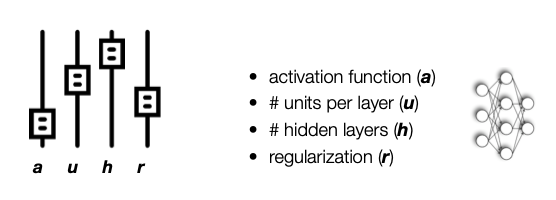 a u h r
• activation function (a)
• # units per layer (u)
• # hidden layers (h)
• regularization (r)